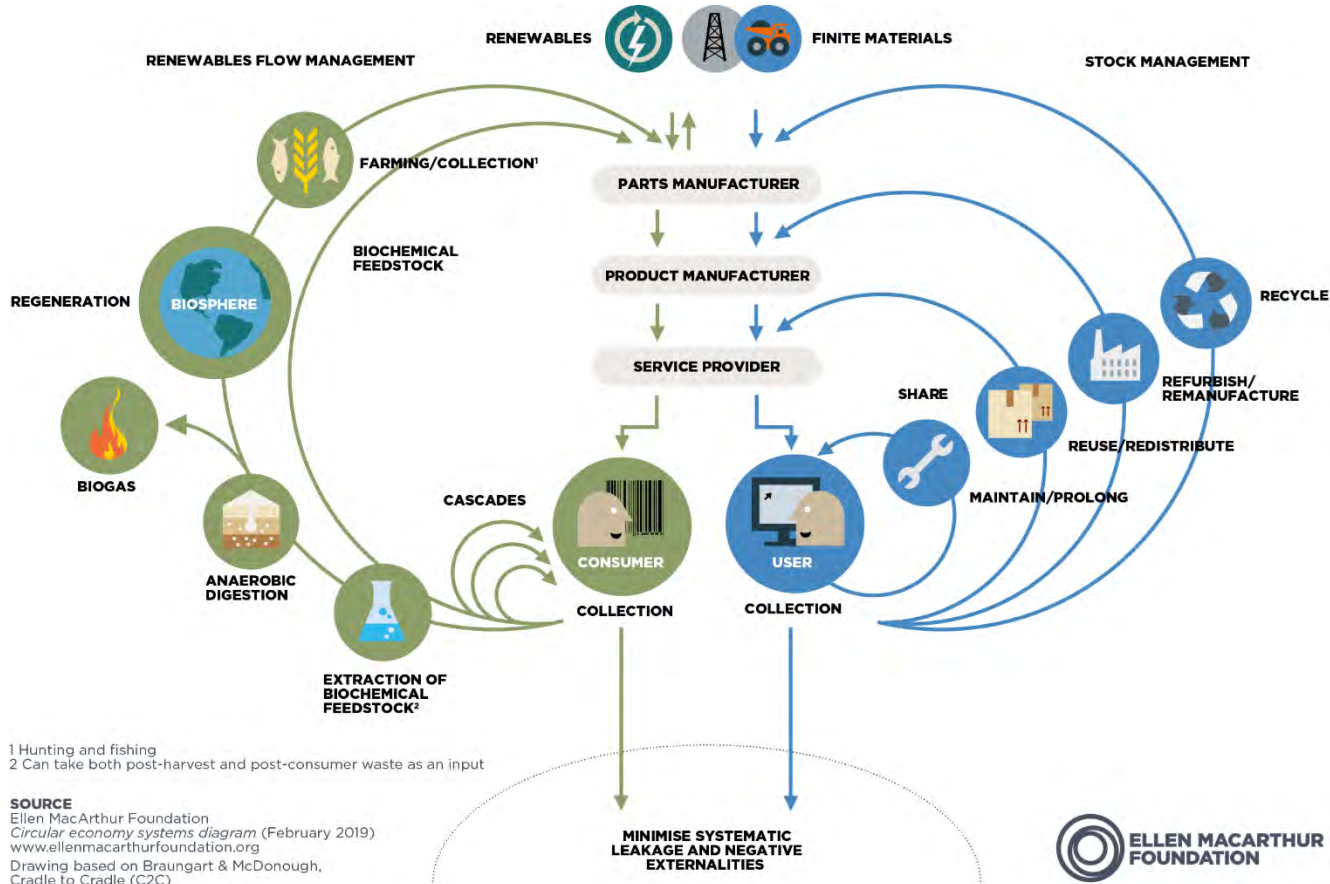 RENEWABLES
FINITE MATERIALS
RENEWABLES FLOW MANAGEMENT
STOCK MANAGEMENT
FARMING/COLLECTION¹
PARTS MANUFACTURER
BIOCHEMICAL
FEEDSTOCK
PRODUCT MANUFACTURER
REGENERATION
BIOSPHERE
RECYCLE
SERVICE PROVIDER
SHARE
REFURBISH/
REMANUFACTURE
REUSE/REDISTRIBUTE
BIOGAS
CASCADES
MAINTAIN/PROLONG
CONSUMER
USER
ANAEROBIC
DIGESTION
COLLECTION
COLLECTION
EXTRACTION OF
BIOCHEMICAL
FEEDSTOCK²
1 Hunting and fishing
2 Can take both post-harvest and post-consumer waste as an input
SOURCE
Ellen MacArthur Foundation
Circular economy systems diagram (February 2019)
www.ellenmacarthurfoundation.org
Drawing based on Braungart & McDonough,
Cradle to Cradle (C2C)
MINIMISE SYSTEMATIC
LEAKAGE AND NEGATIVE
EXTERNALITIES
ELLEN MACARTHUR
FOUNDATION